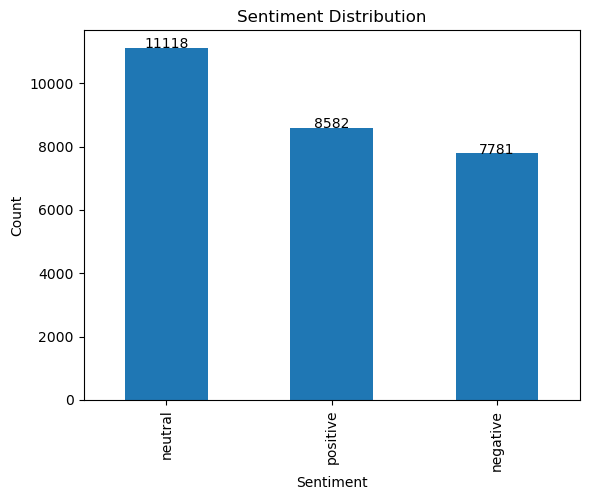 Sentiment Distribution
11118
8582
7781
10000
8000
6000
4000
2000
0
Count
neutral
positive
negative
Sentiment